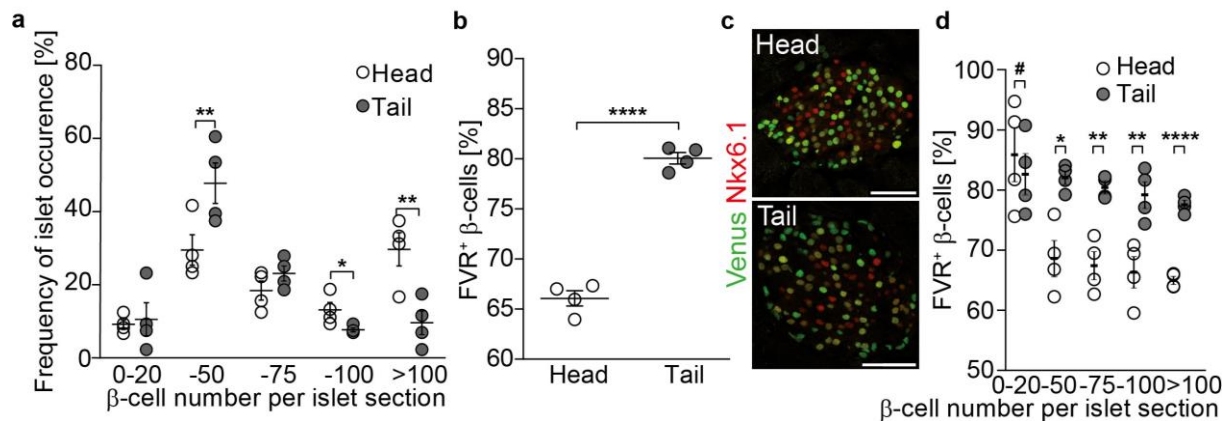 a
Frequency of islet occurence [%]
80
60
40
20
0
Head
Tail
**
*
**
0-20 -50 -75 -100 >100
β-cell number per islet section
b
FVR+ β-cells [%]
85
80
75
70
65
60
****
Head Tail
c
Venus Nkx6.1
Head
Tail
d
FVR+ β-cells [%]
100
90
80
70
60
50
Head
Tail
#
* ** ** ****
0-20 -50 -75 -100 >100
β-cell number per islet section